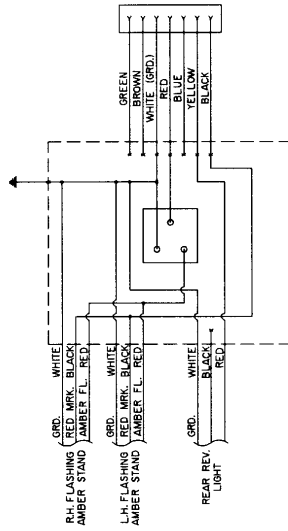 GREEN
BROWN
WHITE (GRD.)
RED
BLUE
YELLOW
BLACK
WHITE
BLACK
RED
WHITE
BLACK
RED
WHITE
BLACK
RED
GRD.
RED MRK.
AMBER FL.
GRD.
RED MRK.
AMBER FL.
GRD.
R.H. FLASHING
AMBER STAND
L.H. FLASHING
AMBER STAND
REAR REV.
LIGHT